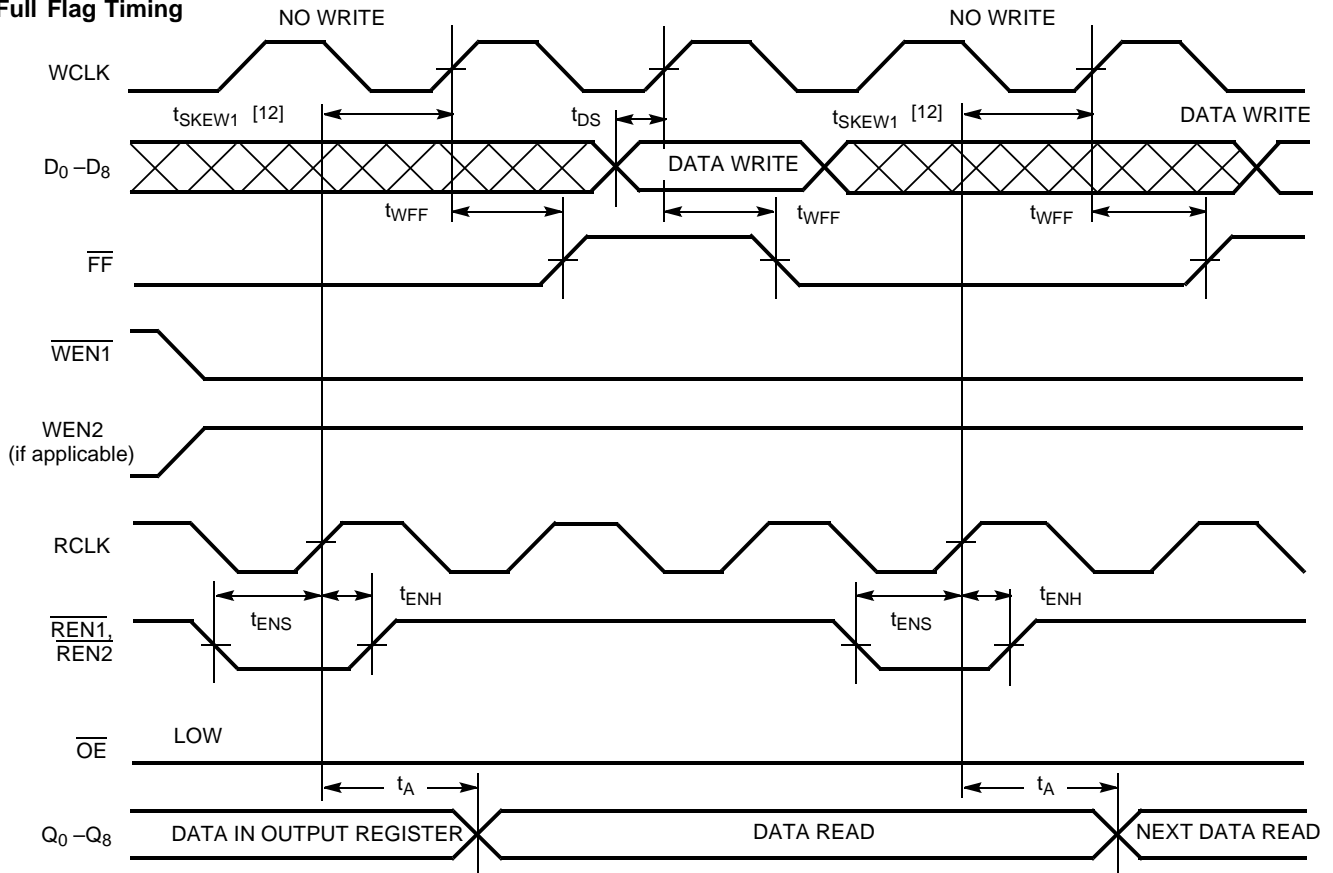 Full Flag Timing
NO WRITE
NO WRITE
WCLK
tSKEW1 [12]
tDS
tSKEW1 [12]
DATA WRITE
D0 –D8
DATA WRITE
tWFF
tWFF
tWFF
FF
WEN1
WEN2
(if applicable)
RCLK
tENS
tENH
tENS
tENH
REN1,
REN2
OE
LOW
tA
tA
Q0 –Q8
DATA IN OUTPUT REGISTER
DATA READ
NEXT DATA READ